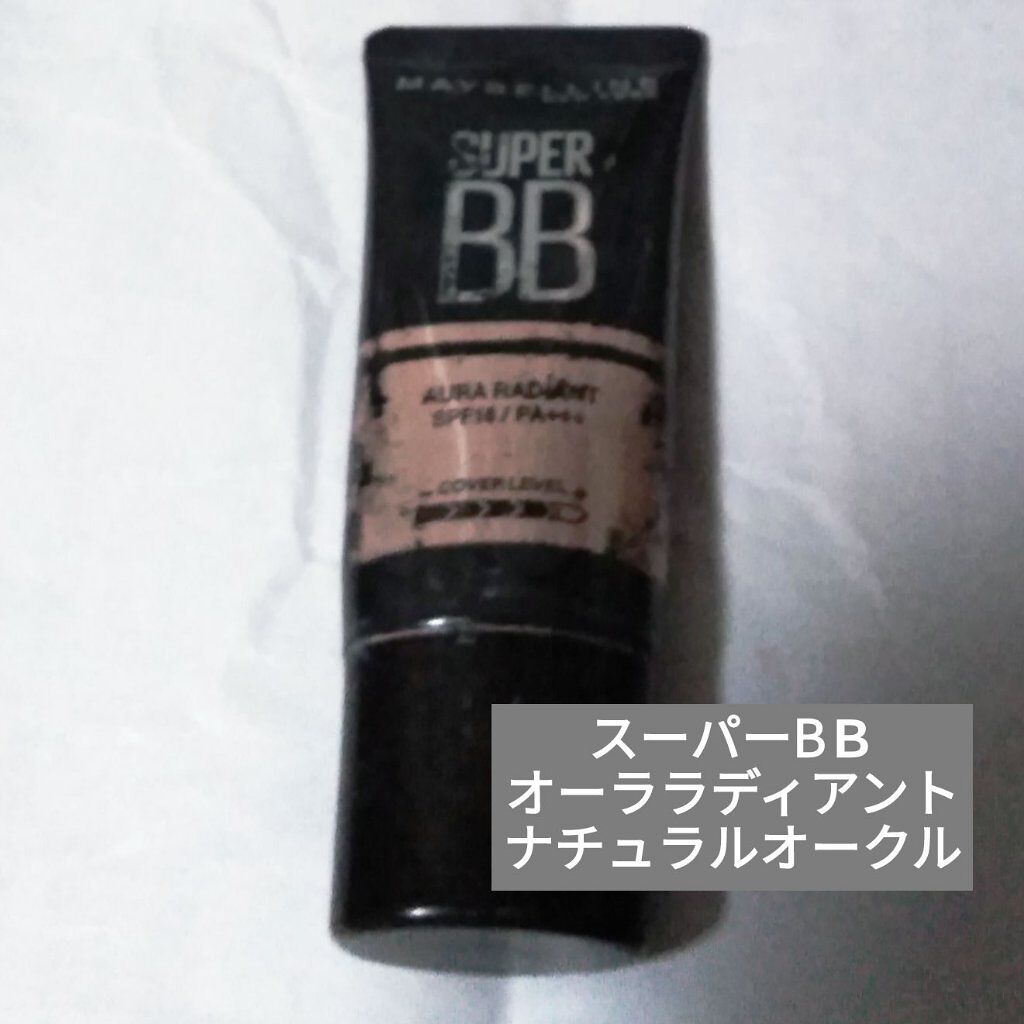 MAYBELLINE
SUPER
BB
AURA RADIANT
/ PA+++
COVER LEVEL
スーパーBB
オーララディアント
ナチュラルオークル